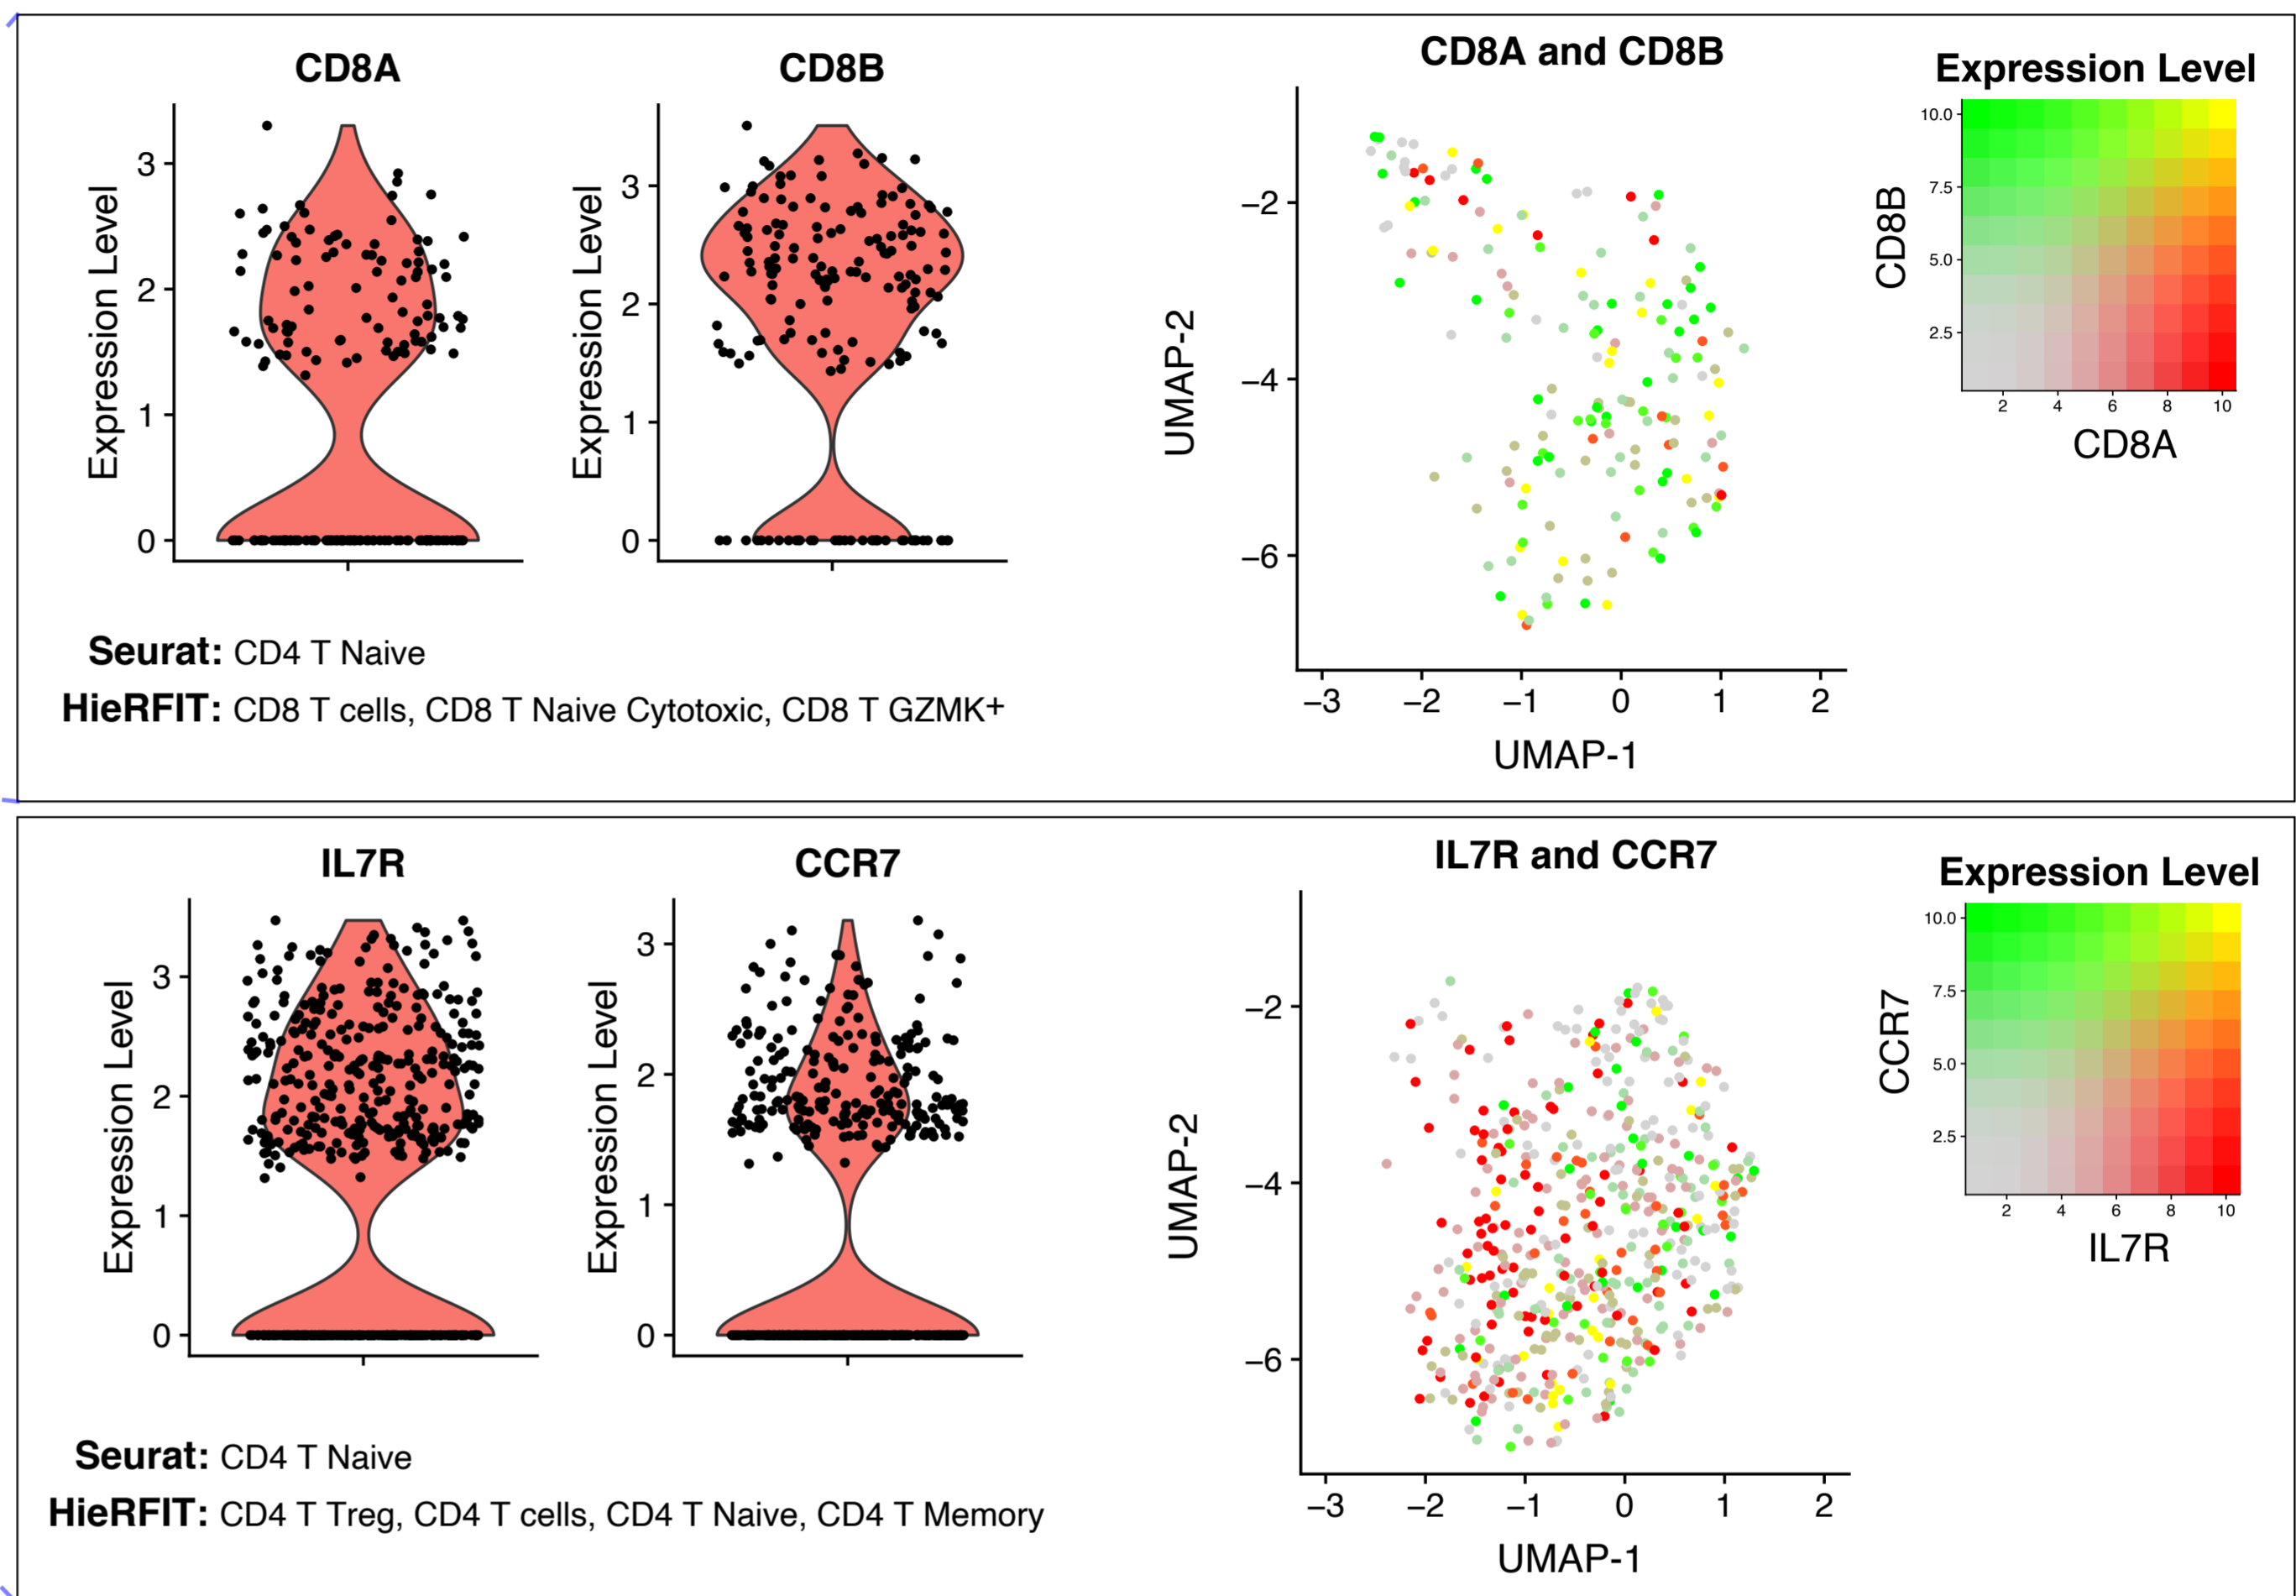 CD8A
CD8B
CD8A and CD8B
Expression Level
Expression Level
3
2
1
0
Expression Level
3
2
1
0
UMAP-2
−2
−4
−6
−3 −2 −1 0 1 2
UMAP-1
CD8B
10.0
7.5
5.0
2.5
2 4 6 8 10
CD8A
Seurat: CD4 T Naive
HieRFIT: CD8 T cells, CD8 T Naive Cytotoxic, CD8 T GZMK+
IL7R
CCR7
IL7R and CCR7
Expression Level
Expression Level
3
2
1
0
Expression Level
3
2
1
0
UMAP-2
−2
−4
−6
−3 −2 −1 0 1 2
UMAP-1
CCR7
10.0
7.5
5.0
2.5
2 4 6 8 10
IL7R
Seurat: CD4 T Naive
HieRFIT: CD4 T Treg, CD4 T cells, CD4 T Naive, CD4 T Memory